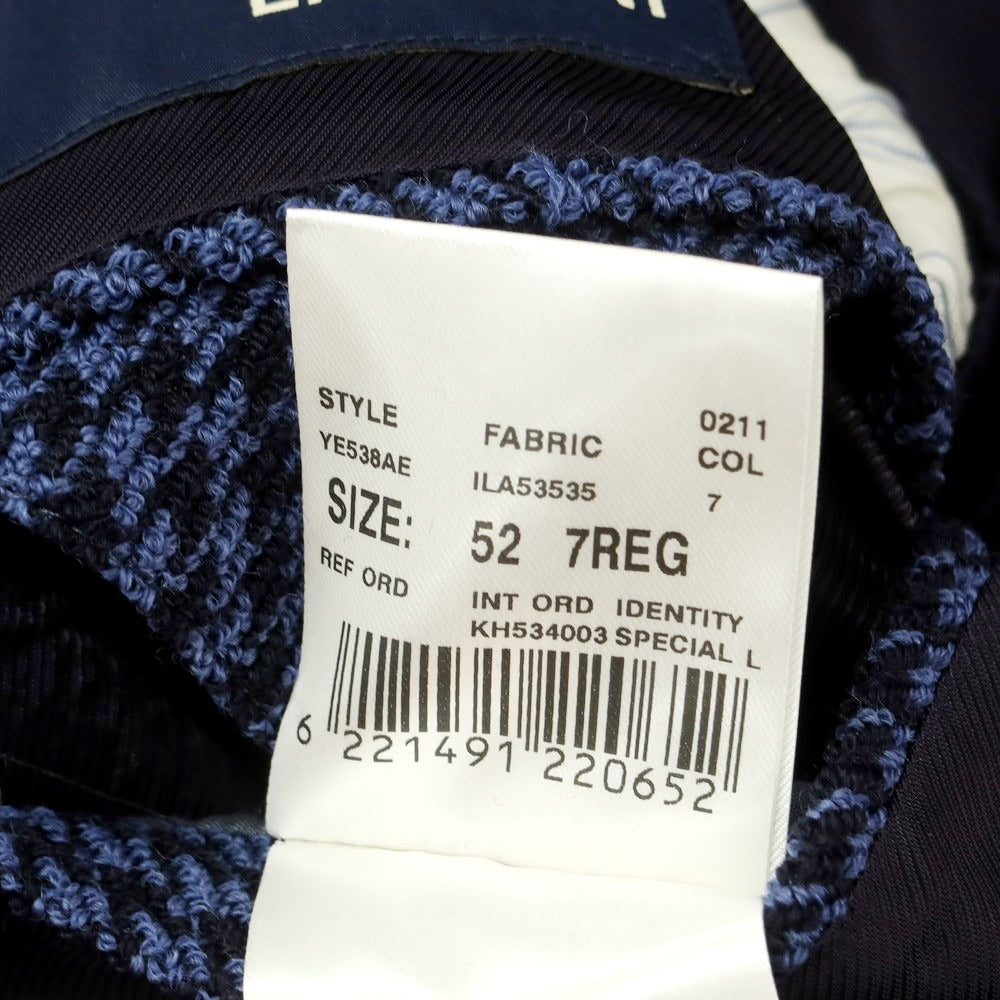 STYLE FABRIC 0211
YE538AE ILA53535 COL
7
SIZE: 52 7REG
REF ORD INT ORD IDENTITY
KH534003 SPECIAL L
6 221491 220652